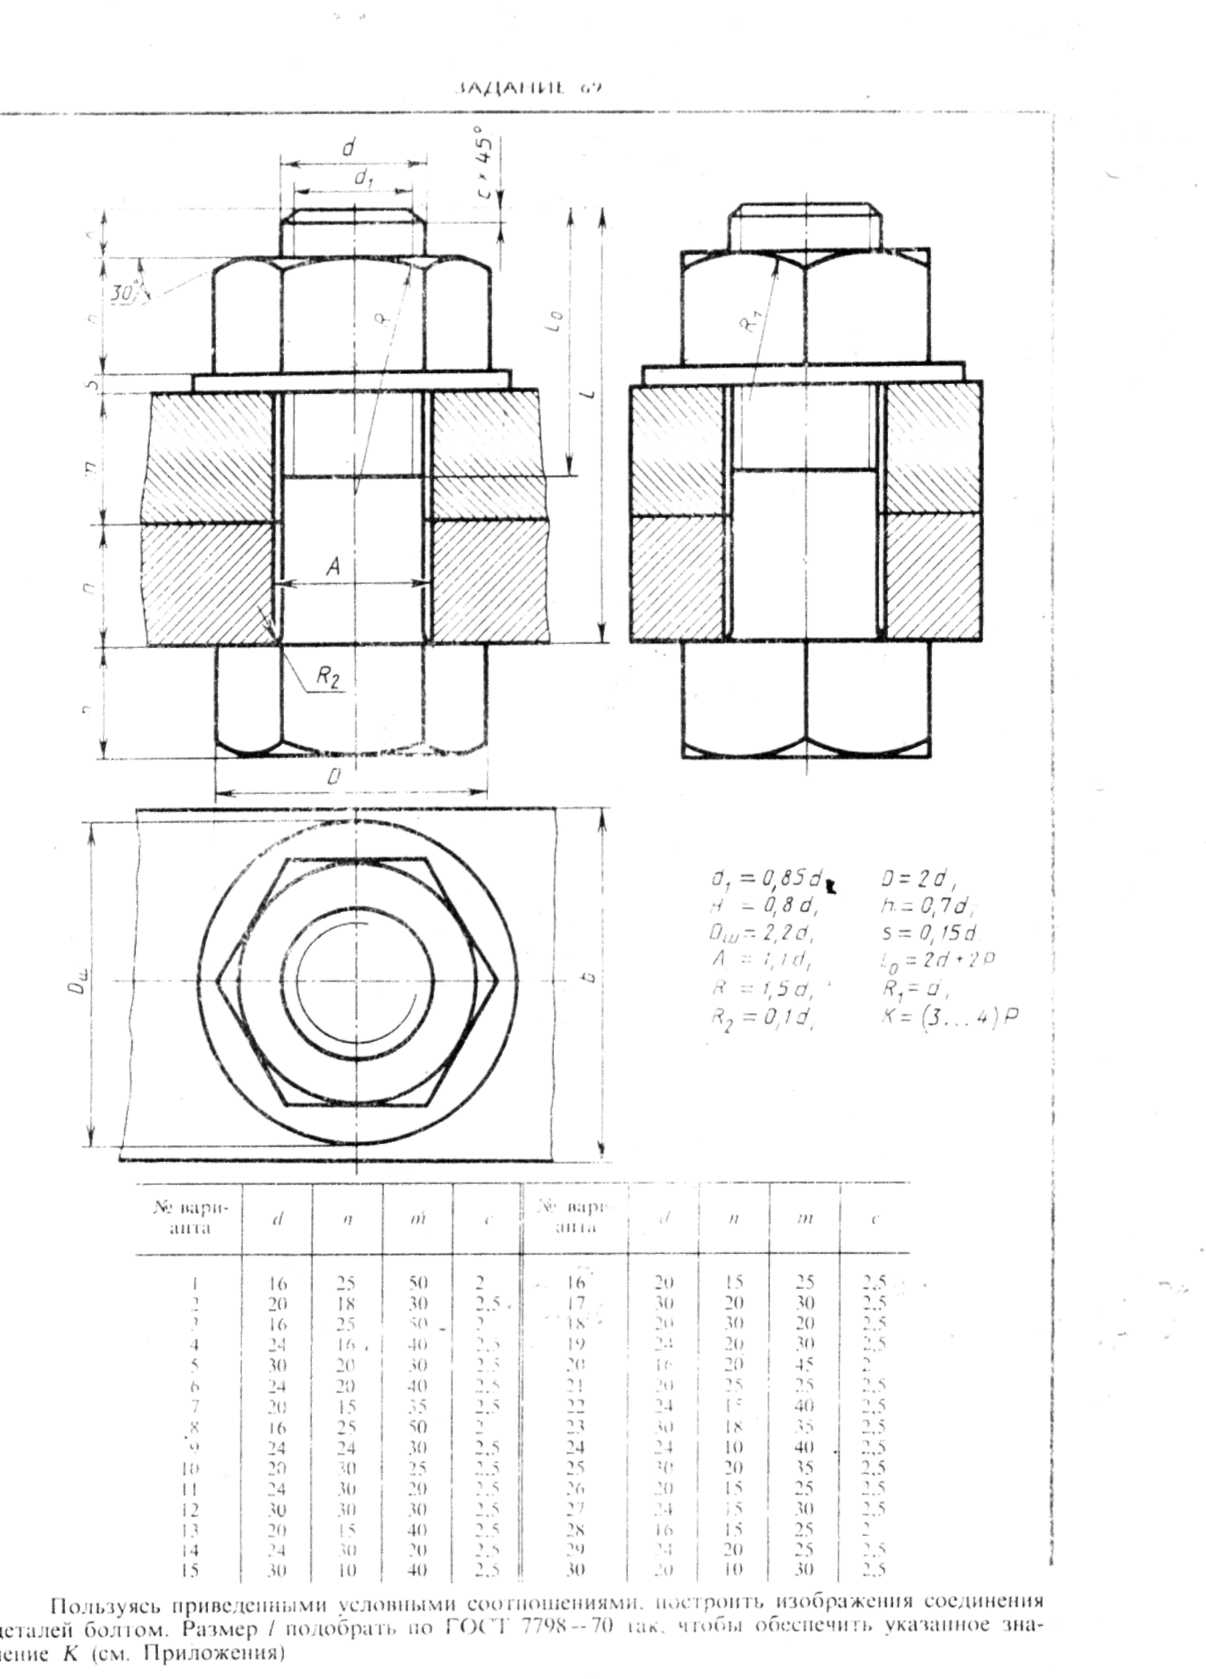 ЗАДАНИЕ 69
d
d₁
c × 45°
30°
R
L₀
L
R₁
S
m
n
A
R₂
h
D
Dш
b
d₁ = 0,85d D = 2d,
H = 0,8d, h = 0,7d,
Dш = 2,2d, s = 0,15d
A = 1,1d, L₀ = 2d + 2P
R = 1,5d, R₁ = d,
R₂ = 0,1d, K = (3...4)P
№ вари- d n m c № вари- d n m c
анта анта
1 16 25 50 2 16 20 15 25 2,5
2 20 18 30 2,5 17 30 20 30 2,5
3 16 25 50 2 18 20 30 20 2,5
4 24 16 40 2,5 19 24 20 30 2,5
5 30 20 30 2,5 20 16 20 45 2
6 24 20 40 2,5 21 20 25 25 2,5
7 20 15 35 2,5 22 24 15 40 2,5
8 16 25 50 2 23 30 18 35 2,5
9 24 24 30 2,5 24 24 10 40 2,5
10 20 30 25 2,5 25 30 20 35 2,5
11 24 30 20 2,5 26 20 15 25 2,5
12 30 30 30 2,5 27 24 15 30 2,5
13 20 15 40 2,5 28 16 15 25 2
14 24 30 20 2,5 29 24 20 25 2,5
15 30 10 40 2,5 30 20 10 30 2,5
Пользуясь приведенными условными соотношениями, построить изображения соединения
деталей болтом. Размер l подобрать по ГОСТ 7798--70 так, чтобы обеспечить указанное зна-
чение K (см. Приложения)